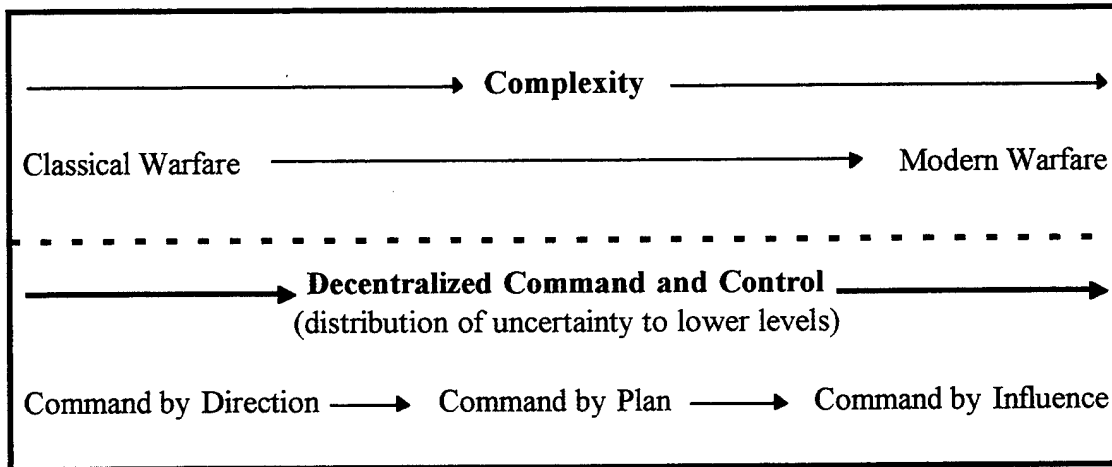 Complexity
Classical Warfare Modern Warfare
Decentralized Command and Control
(distribution of uncertainty to lower levels)
Command by Direction Command by Plan Command by Influence